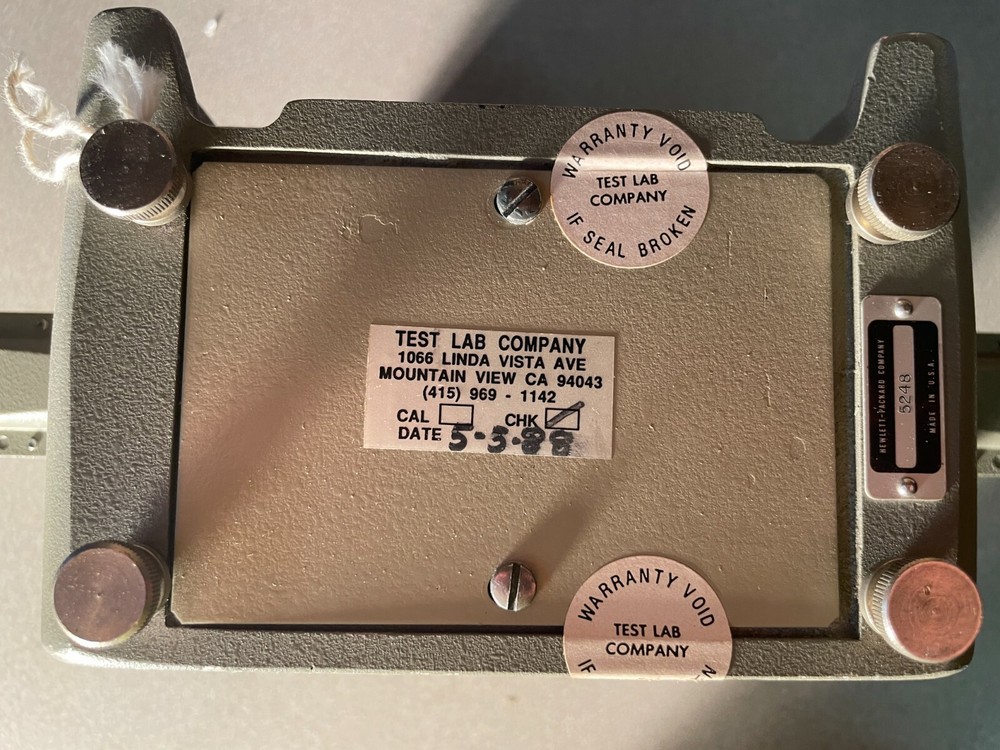 WARRANTY VOID
TEST LAB
COMPANY
IF SEAL BROKEN
TEST LAB COMPANY
1066 LINDA VISTA AVE
MOUNTAIN VIEW CA 94043
(415) 969 - 1142
CAL CHK
DATE 5-5-88
HEWLETT-PACKARD COMPANY
5248
MADE IN U.S.A.
WARRANTY VOID
TEST LAB
COMPANY
IF